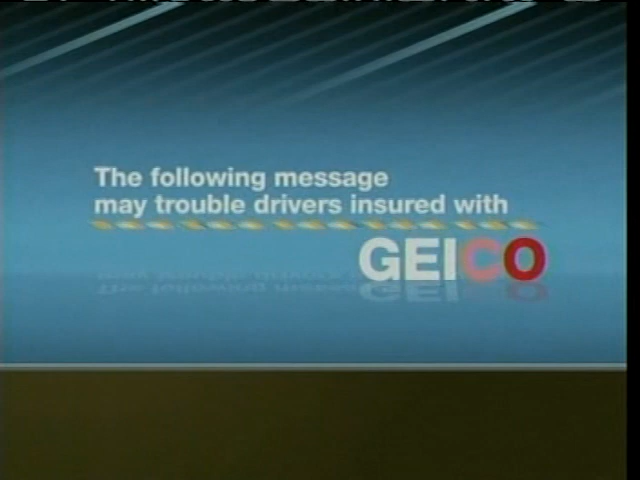 The following message
may trouble drivers insured with
GEICO